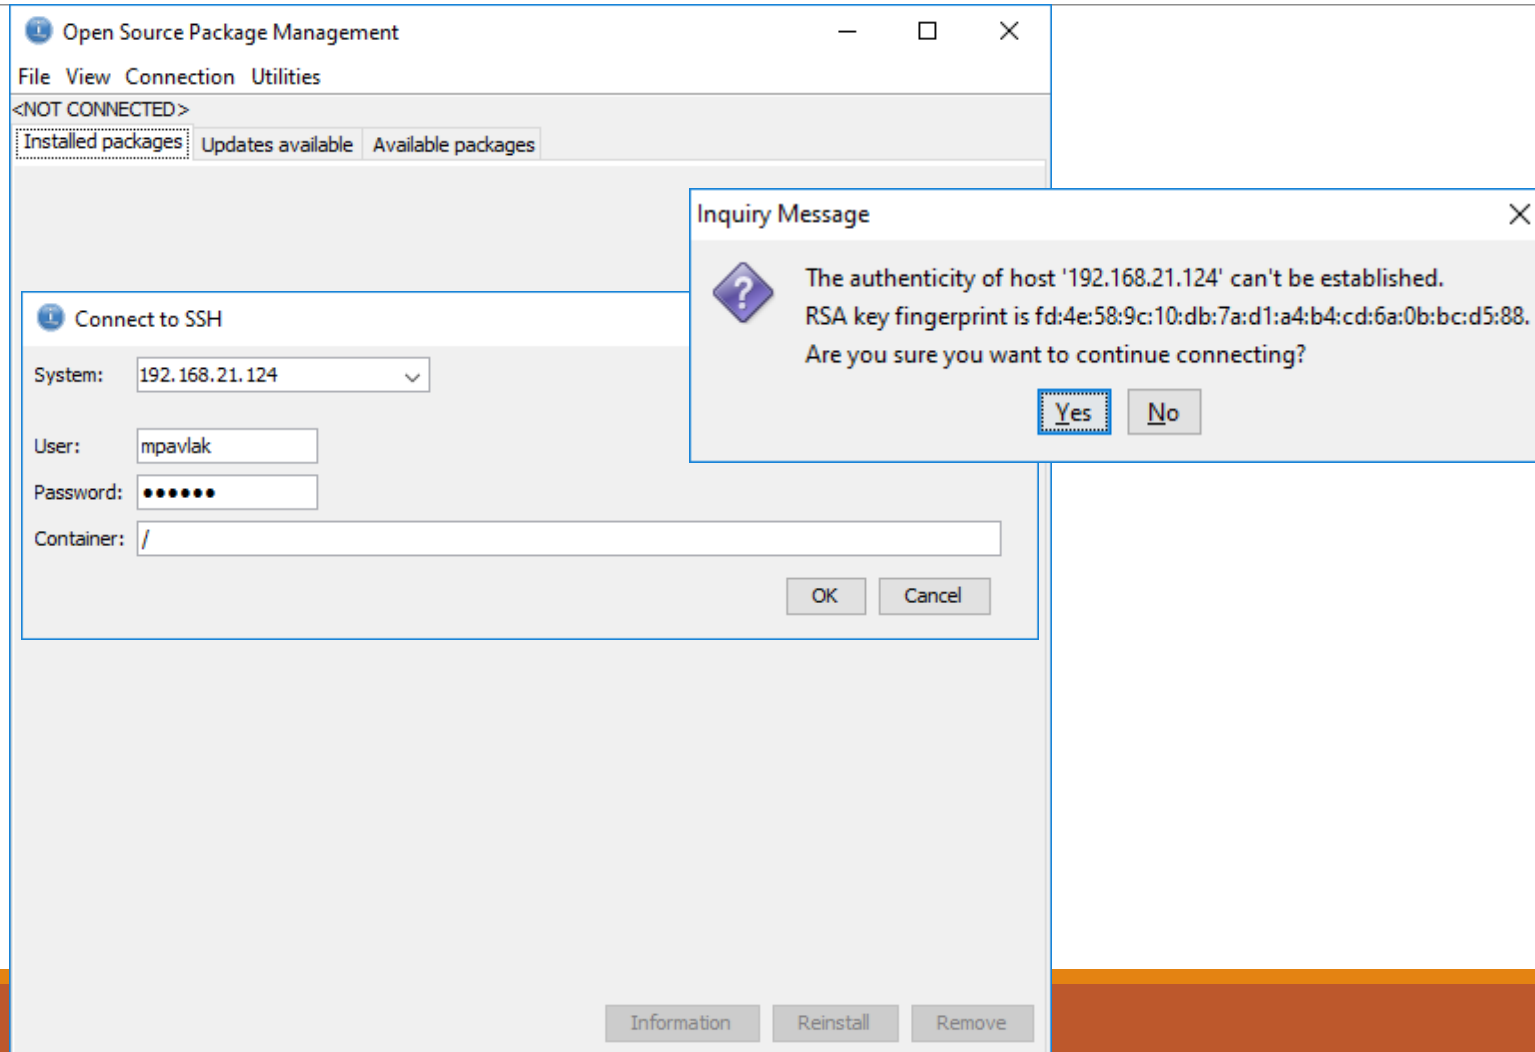 Open Source Package Management
File View Connection Utilities
<NOT CONNECTED>
Installed packages Updates available Available packages
Inquiry Message
The authenticity of host '192.168.21.124' can't be established.
RSA key fingerprint is fd:4e:58:9c:10:db:7a:d1:a4:b4:cd:6a:0b:bc:d5:88.
Are you sure you want to continue connecting?
Yes No
Connect to SSH
System: 192.168.21.124
User: mpavlak
Password: ••••••
Container: /
OK Cancel
Information Reinstall Remove